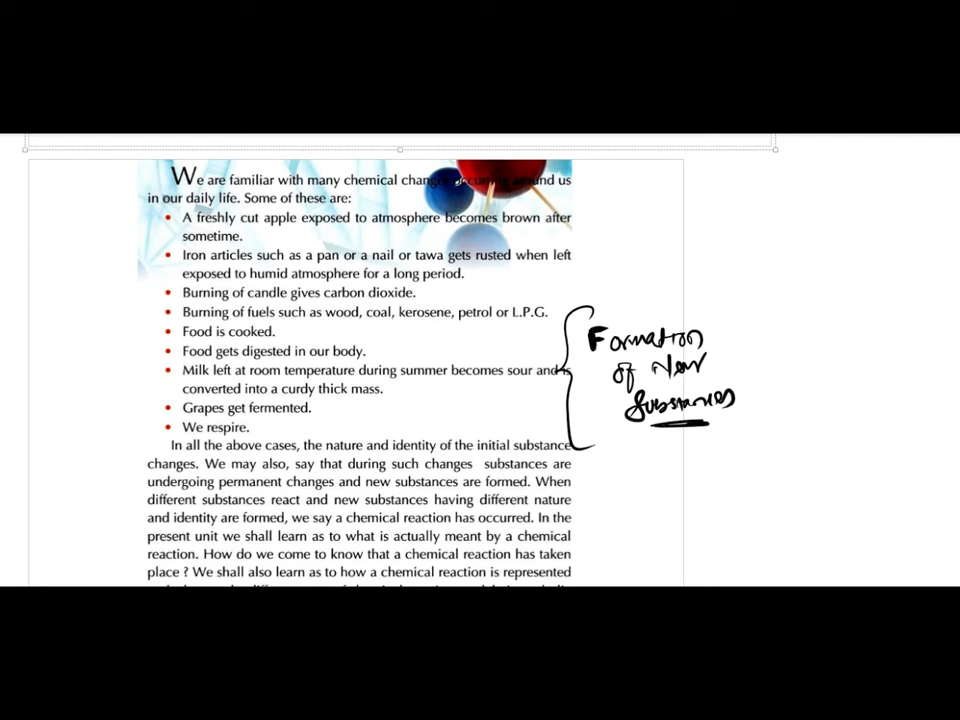 We are familiar with many chemical changes occurring around us
in our daily life. Some of these are:
• A freshly cut apple exposed to atmosphere becomes brown after
sometime.
• Iron articles such as a pan or a nail or tawa gets rusted when left
exposed to humid atmosphere for a long period.
• Burning of candle gives carbon dioxide.
• Burning of fuels such as wood, coal, kerosene, petrol or L.P.G.
• Food is cooked.
• Food gets digested in our body.
• Milk left at room temperature during summer becomes sour and is
converted into a curdy thick mass.
• Grapes get fermented.
• We respire.
Formation
of New
Substances
In all the above cases, the nature and identity of the initial substance
changes. We may also, say that during such changes substances are
undergoing permanent changes and new substances are formed. When
different substances react and new substances having different nature
and identity are formed, we say a chemical reaction has occurred. In the
present unit we shall learn as to what is actually meant by a chemical
reaction. How do we come to know that a chemical reaction has taken
place ? We shall also learn as to how a chemical reaction is represented